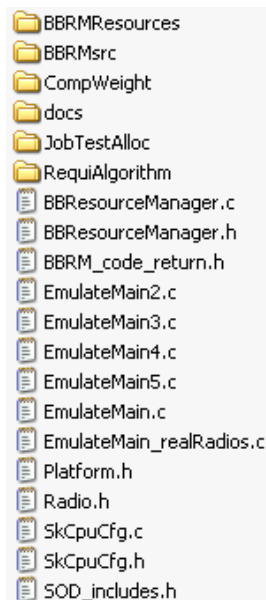 BBRMResources
BBRMsrc
CompWeight
docs
JobTestAlloc
RequiAlgorithm
BBResourceManager.c
BBResourceManager.h
BBRM_code_return.h
EmulateMain2.c
EmulateMain3.c
EmulateMain4.c
EmulateMain5.c
EmulateMain.c
EmulateMain_realRadios.c
Platform.h
Radio.h
SkCpuCfg.c
SkCpuCfg.h
SOD_includes.h